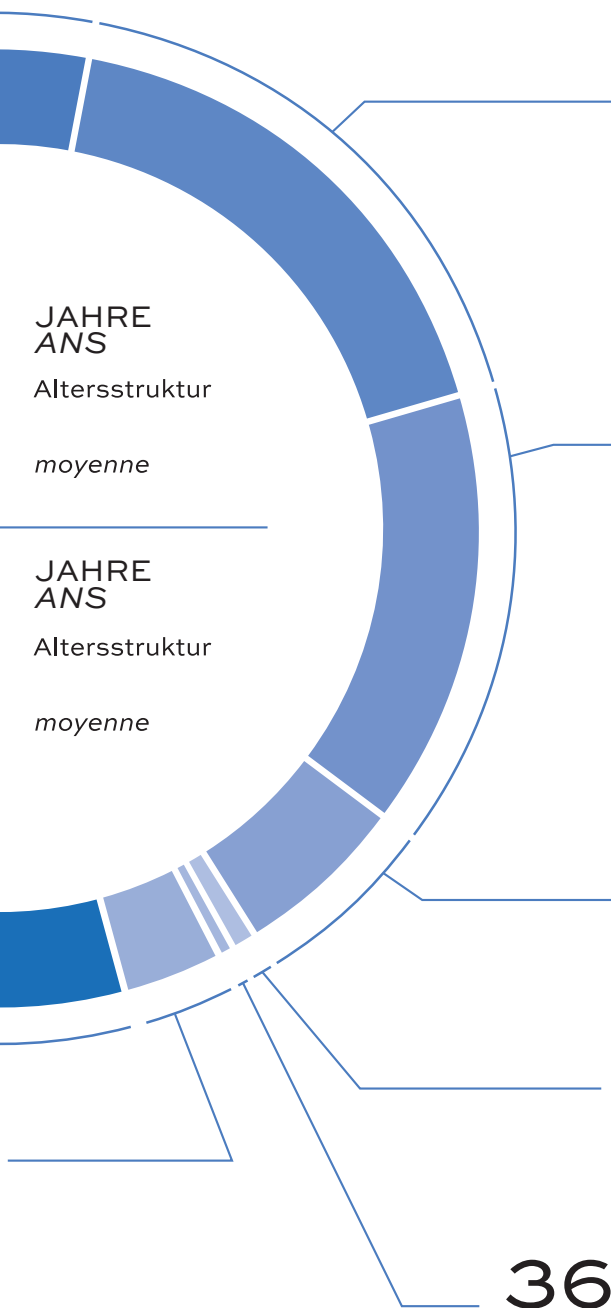 JAHRE
ANS
Altersstruktur
moyenne
JAHRE
ANS
Altersstruktur
moyenne
36